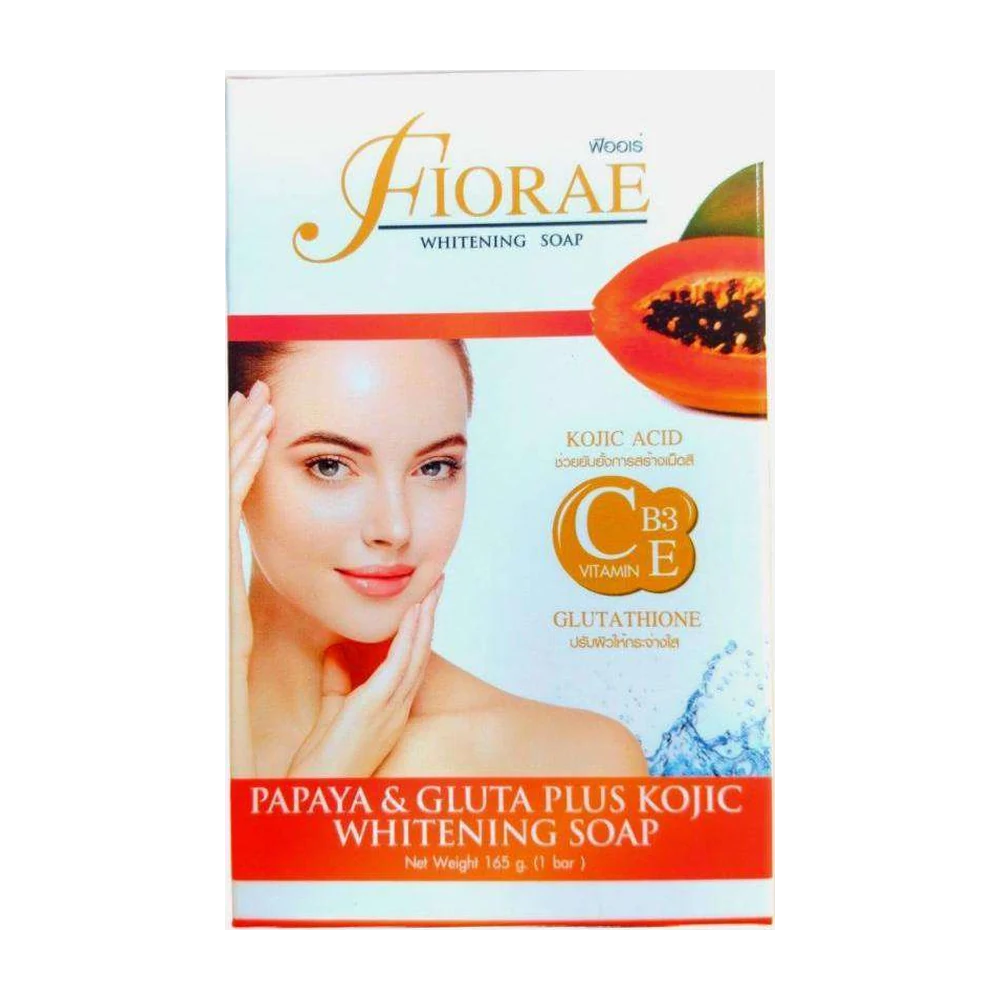 ฟิออเร่
FIORAE
WHITENING SOAP
KOJIC ACID
ช่วยยับยั้งการสร้างเม็ดสี
C B3
VITAMIN E
GLUTATHIONE
ปรับผิวให้กระจ่างใส
PAPAYA & GLUTA PLUS KOJIC
WHITENING SOAP
Net Weight 165 g. (1 bar )